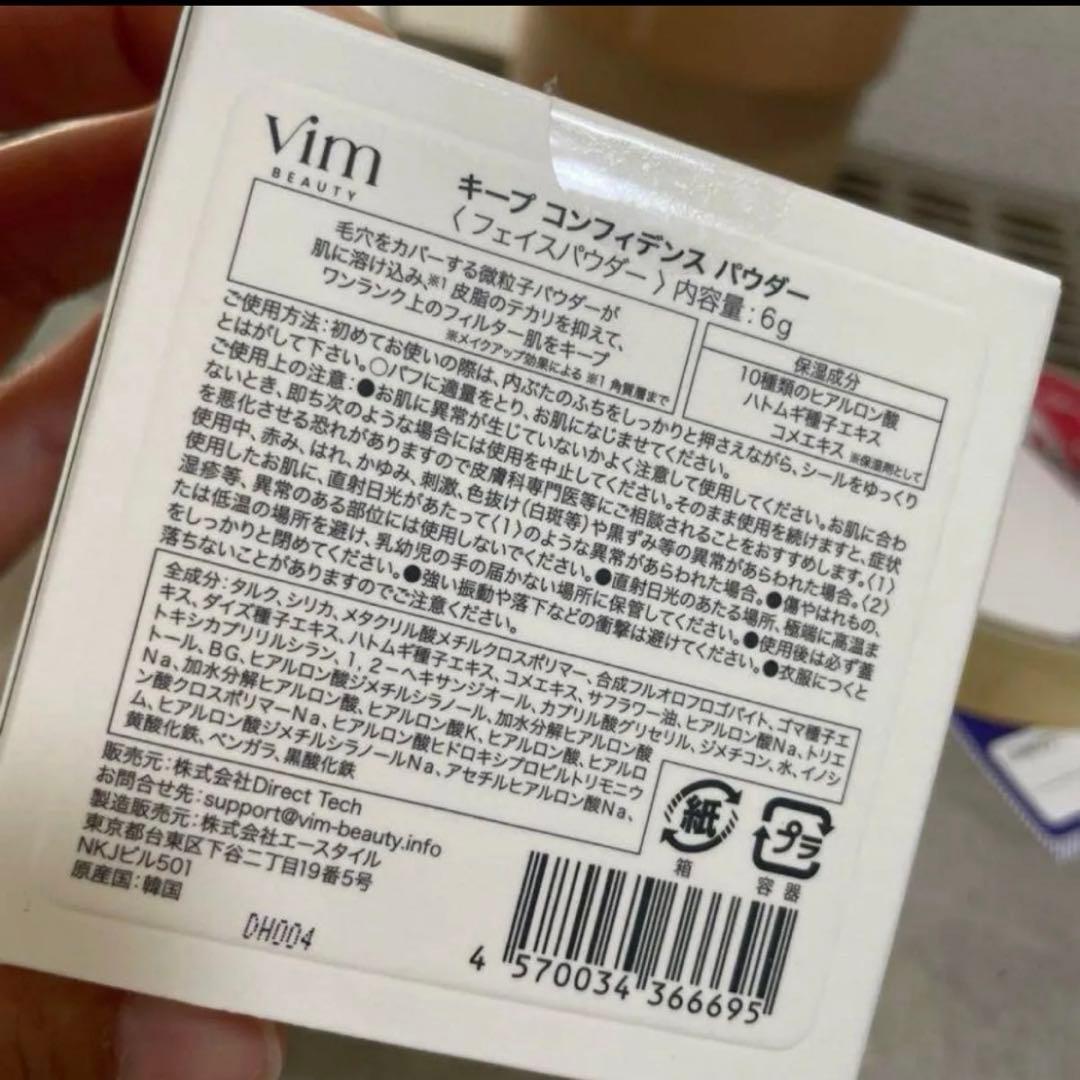 vim
BEAUTY
キープ コンフィデンス パウダー
〈 フェイスパウダー 〉内容量：6g
毛穴をカバーする微粒子パウダーが
肌に溶け込み、※1 皮脂のテカリを抑えて、
ワンランク上のフィルター肌をキープ
※メイクアップ効果による ※1 角質層まで
保湿成分
10種類のヒアルロン酸
ハトムギ種子エキス
コメエキス ※保湿剤として
ご使用方法：初めてお使いの際は、内ぶたのふちをしっかりと押さえながら、シールをゆっくり
とはがして下さい。○パフに適量をとり、お肌になじませてください。
ご使用上の注意：●お肌に異常が生じていないかよく注意して使用してください。お肌に合わ
ないとき、即ち次のような場合には使用を中止してください。そのまま使用を続けますと、症状
を悪化させる恐れがありますので皮膚科専門医等にご相談されることをおすすめします。〈1〉
使用中、赤み、はれ、かゆみ、刺激、色抜け（白斑等）や黒ずみ等の異常があらわれた場合。〈2〉
使用したお肌に、直射日光があたって〈1〉のような異常があらわれた場合。●傷やはれもの、
湿疹等、異常のある部位には使用しないでください。●直射日光のあたる場所、極端に高温ま
たは低温の場所を避け、乳幼児の手の届かない場所に保管してください。●使用後は必ず蓋
をしっかりと閉めてください。●強い振動や落下などの衝撃は避けてください。●衣服につくと
落ちないことがありますのでご注意ください。
全成分：タルク、シリカ、メタクリル酸メチルクロスポリマー、合成フルオロフロゴパイト、ゴマ種子エ
キス、ダイズ種子エキス、ハトムギ種子エキス、コメエキス、サフラワー油、ヒアルロン酸Na、トリエ
トキシカプリリルシラン、1，2－ヘキサンジオール、カプリル酸グリセリル、ジメチコン、水、イノシ
トール、BG、ヒアルロン酸ジメチルシラノール、加水分解ヒアルロン酸
Na、加水分解ヒアルロン酸、ヒアルロン酸K、ヒアルロン酸、ヒアルロ
ン酸クロスポリマーNa、ヒアルロン酸ヒドロキシプロピルトリモニウ
ム、ヒアルロン酸ジメチルシラノールNa、アセチルヒアルロン酸Na、
黄酸化鉄、ベンガラ、黒酸化鉄
販売元：株式会社Direct Tech
お問合せ先：support@vim-beauty.info
製造販売元：株式会社エースタイル
東京都台東区下谷二丁目19番5号
NKJビル501
原産国：韓国
紙
箱
プラ
容器
DH004
4 570034 366695